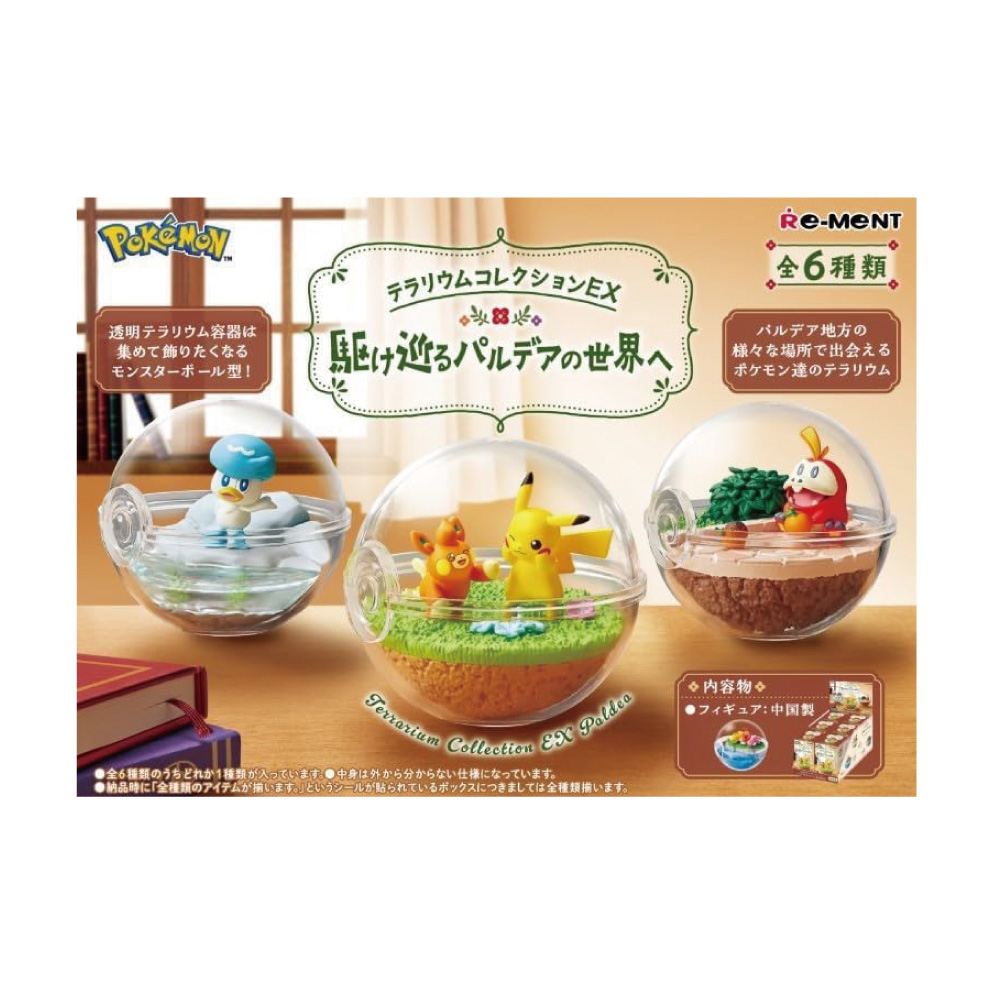 POKéMON™
Re-MENT
全6種類
テラリウムコレクションEX
駆け巡るパルデアの世界へ
透明テラリウム容器は
集めて飾りたくなる
モンスターボール型!
パルデア地方の
様々な場所で出会える
ポケモン達のテラリウム
Terrarium Collection EX Paldea
内容物
●フィギュア:中国製
●全6種類のうちどれか1種類が入っています。●中身は外から分からない仕様になっています。
●納品時に「全種類のアイテムが揃います。」というシールが貼られているボックスにつきましては全種類揃います。